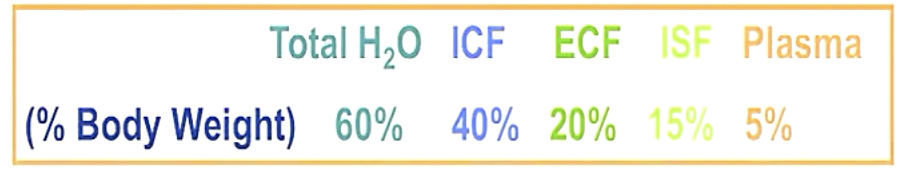 Total H₂O ICF ECF ISF Plasma
(% Body Weight) 60% 40% 20% 15% 5%